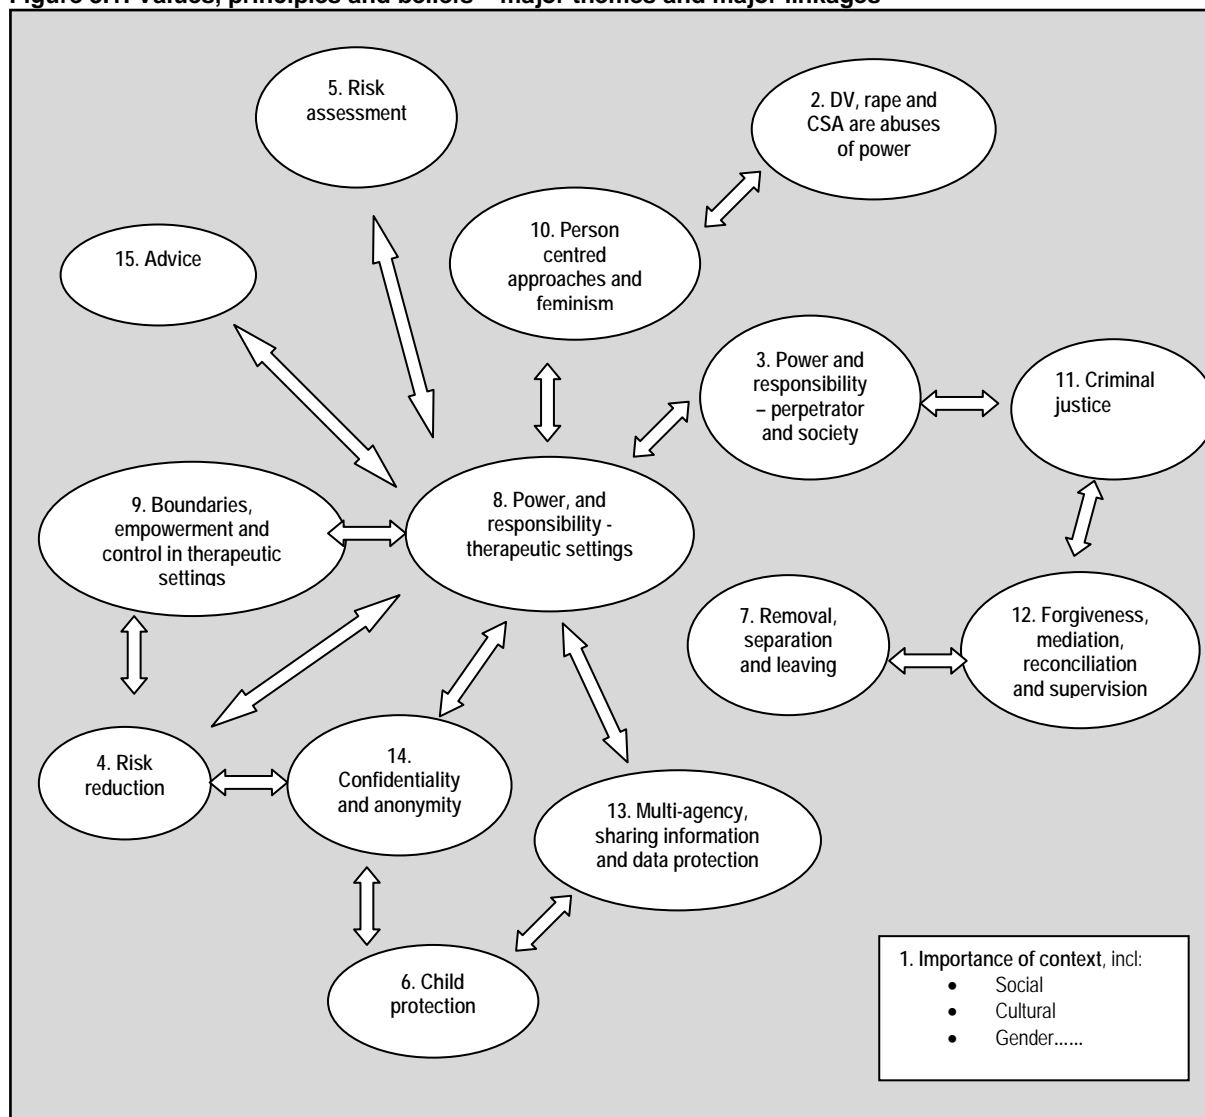 Figure 5.1: Values, principles and beliefs – major themes and major linkages
5. Risk
assessment
2. DV, rape and
CSA are abuses
of power
10. Person
centred
approaches and
feminism
15. Advice
3. Power and
responsibility
– perpetrator
and society
11. Criminal
justice
9. Boundaries,
empowerment and
control in therapeutic
settings
8. Power, and
responsibility -
therapeutic settings
7. Removal,
separation
and leaving
12. Forgiveness,
mediation,
reconciliation
and supervision
4. Risk
reduction
14.
Confidentiality
and anonymity
13. Multi-agency,
sharing information
and data protection
6. Child
protection
1. Importance of context, incl:
• Social
• Cultural
• Gender......